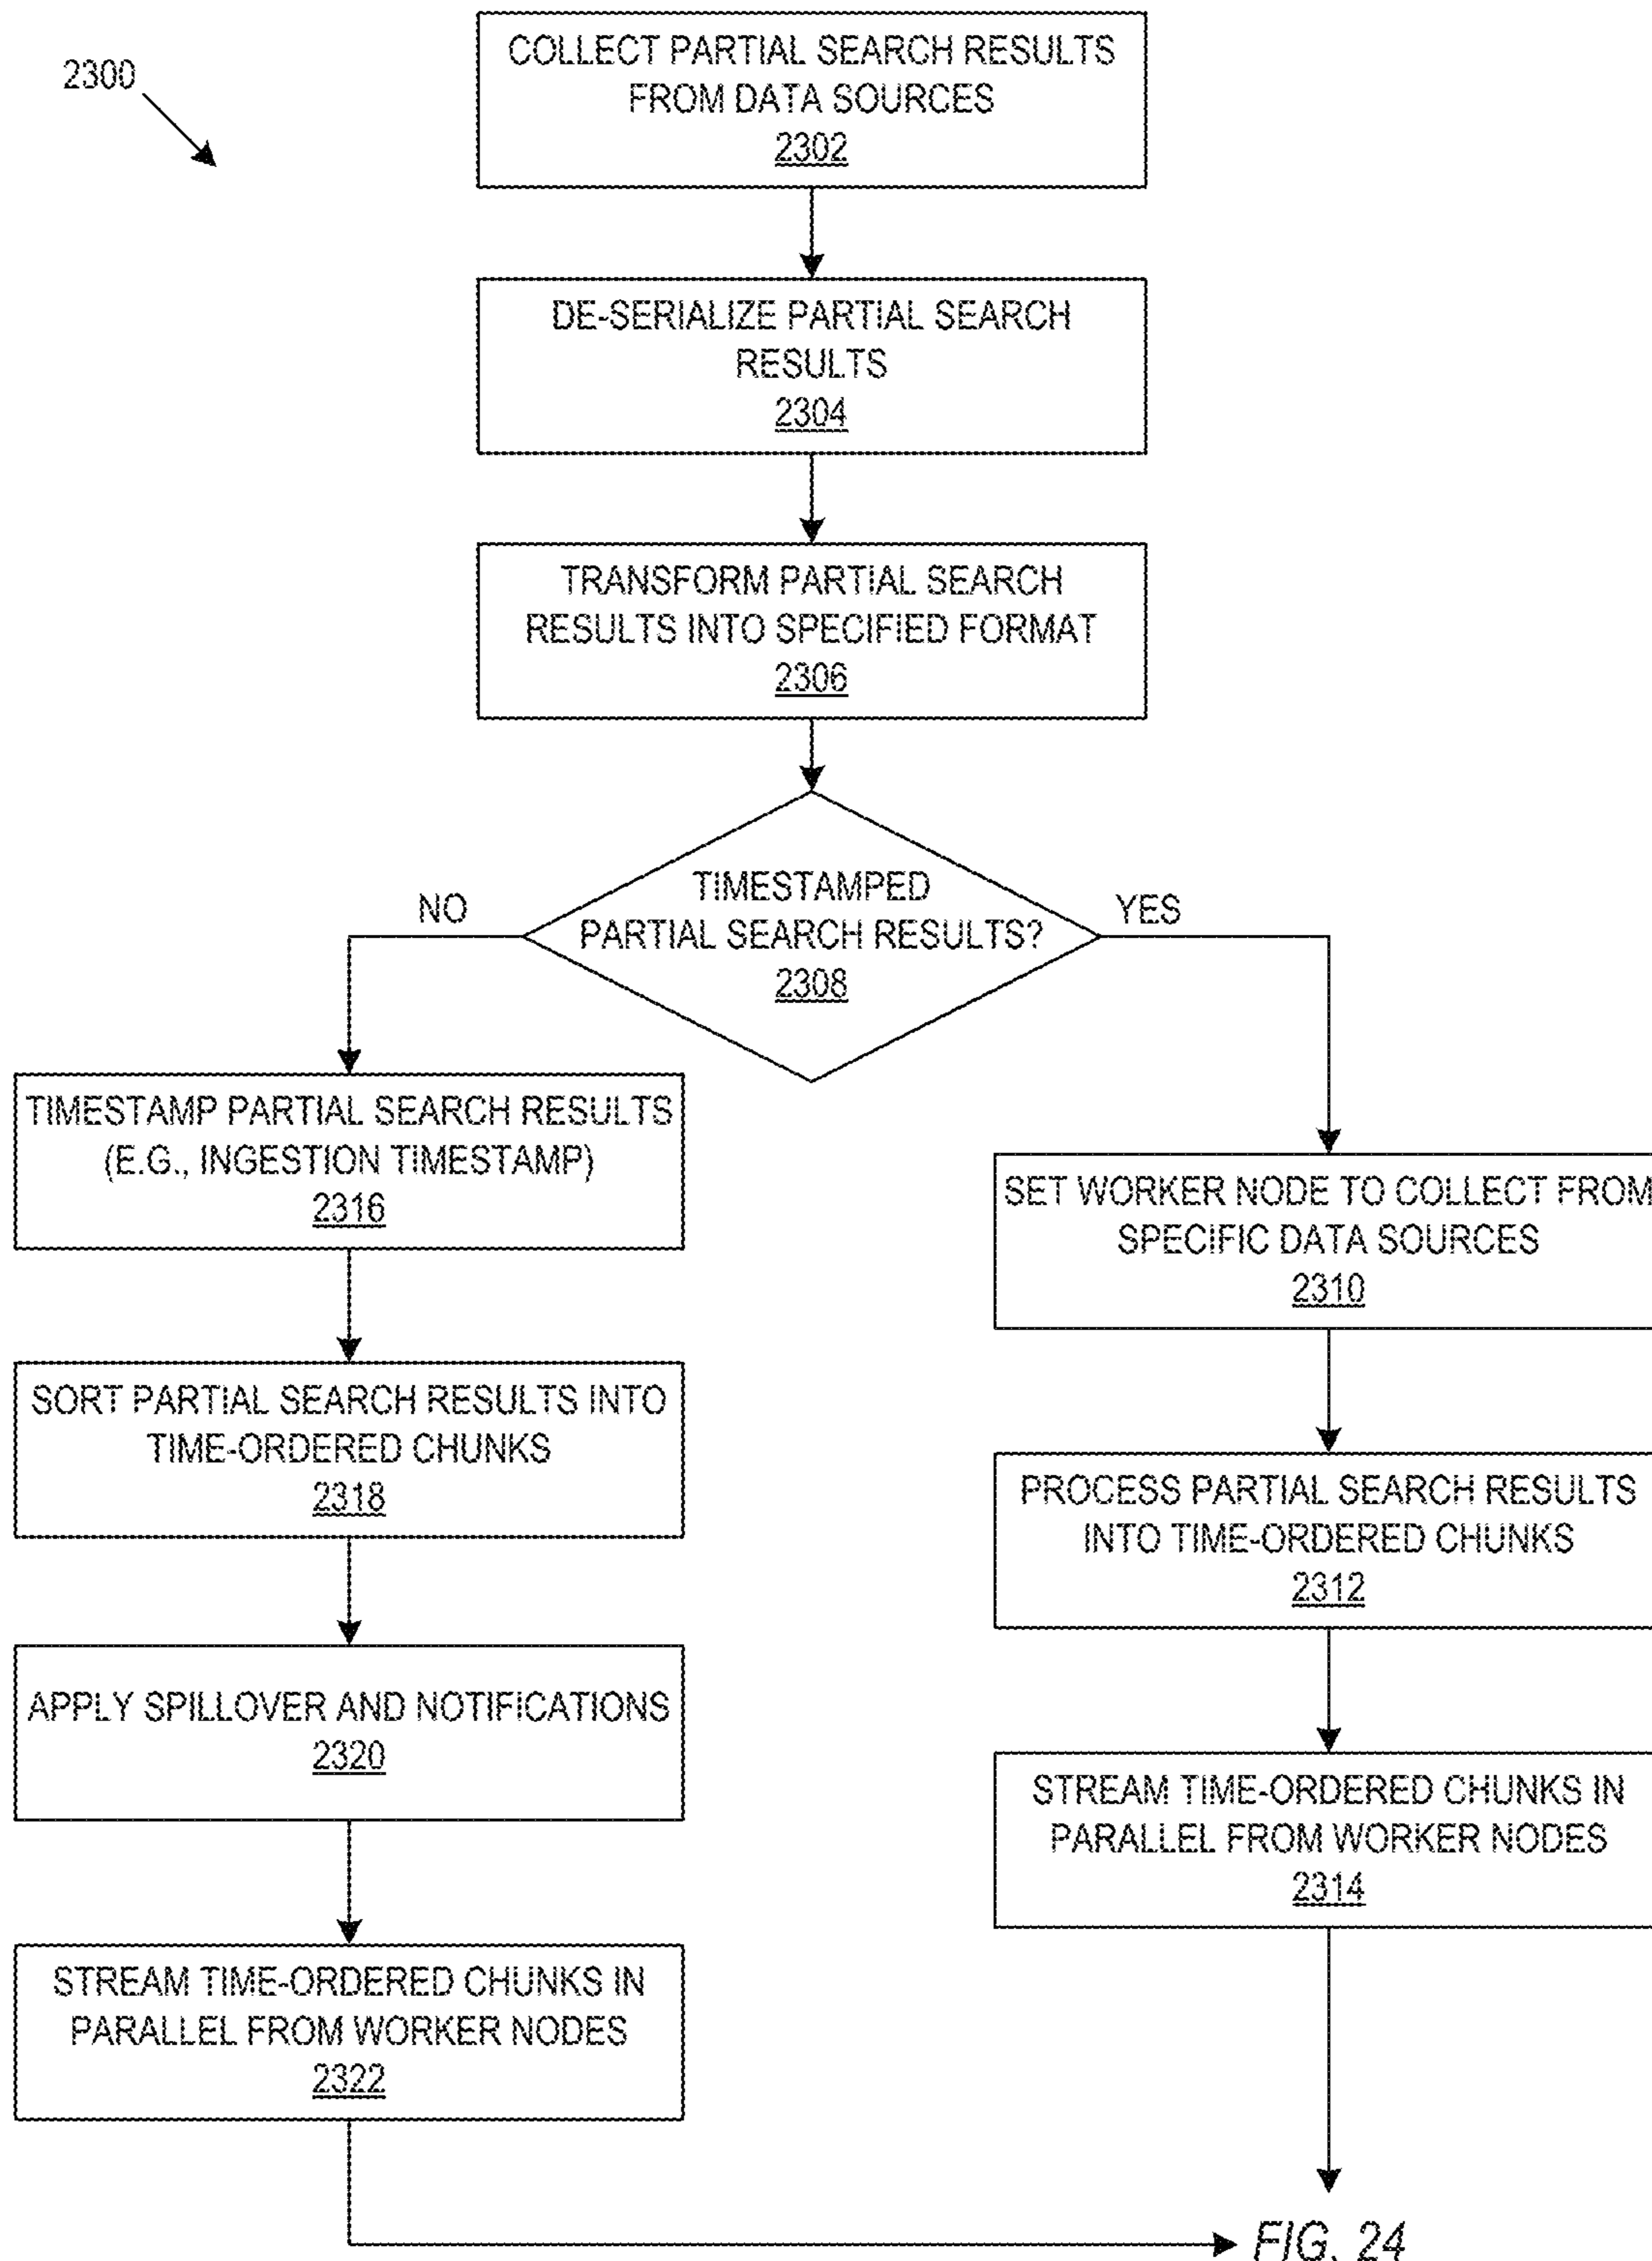 2300
COLLECT PARTIAL SEARCH RESULTS
FROM DATA SOURCES
2302
DE-SERIALIZE PARTIAL SEARCH
RESULTS
2304
TRANSFORM PARTIAL SEARCH
RESULTS INTO SPECIFIED FORMAT
2306
TIMESTAMPED
PARTIAL SEARCH RESULTS?
2308
NO
YES
TIMESTAMP PARTIAL SEARCH RESULTS
(E.G., INGESTION TIMESTAMP)
2316
SORT PARTIAL SEARCH RESULTS INTO
TIME-ORDERED CHUNKS
2318
APPLY SPILLOVER AND NOTIFICATIONS
2320
STREAM TIME-ORDERED CHUNKS IN
PARALLEL FROM WORKER NODES
2322
SET WORKER NODE TO COLLECT FROM
SPECIFIC DATA SOURCES
2310
PROCESS PARTIAL SEARCH RESULTS
INTO TIME-ORDERED CHUNKS
2312
STREAM TIME-ORDERED CHUNKS IN
PARALLEL FROM WORKER NODES
2314
FIG. 24